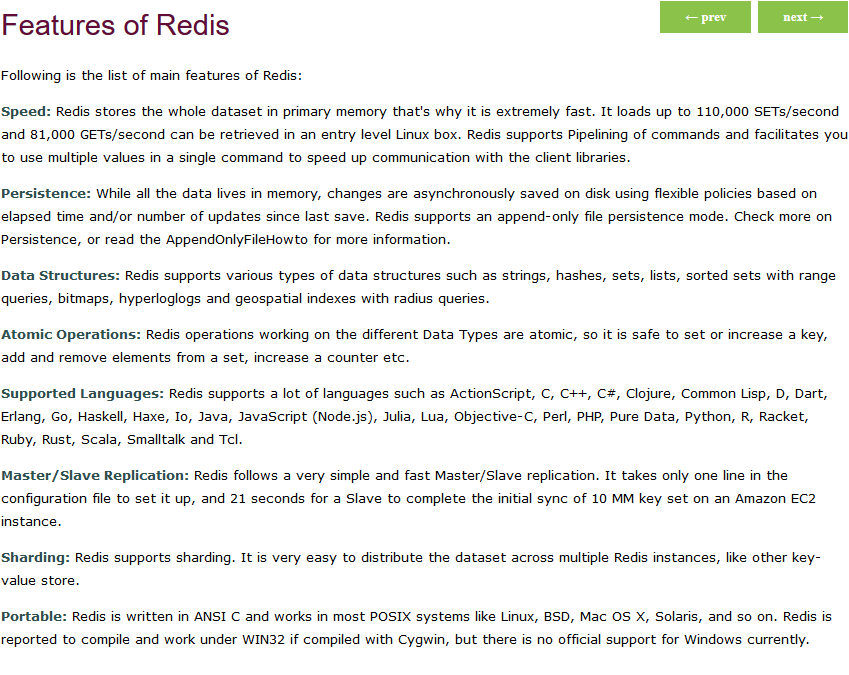 Features of Redis
← prev
next →
Following is the list of main features of Redis:
Speed: Redis stores the whole dataset in primary memory that's why it is extremely fast. It loads up to 110,000 SETs/second
and 81,000 GETs/second can be retrieved in an entry level Linux box. Redis supports Pipelining of commands and facilitates you
to use multiple values in a single command to speed up communication with the client libraries.
Persistence: While all the data lives in memory, changes are asynchronously saved on disk using flexible policies based on
elapsed time and/or number of updates since last save. Redis supports an append-only file persistence mode. Check more on
Persistence, or read the AppendOnlyFileHowto for more information.
Data Structures: Redis supports various types of data structures such as strings, hashes, sets, lists, sorted sets with range
queries, bitmaps, hyperloglogs and geospatial indexes with radius queries.
Atomic Operations: Redis operations working on the different Data Types are atomic, so it is safe to set or increase a key,
add and remove elements from a set, increase a counter etc.
Supported Languages: Redis supports a lot of languages such as ActionScript, C, C++, C#, Clojure, Common Lisp, D, Dart,
Erlang, Go, Haskell, Haxe, Io, Java, JavaScript (Node.js), Julia, Lua, Objective-C, Perl, PHP, Pure Data, Python, R, Racket,
Ruby, Rust, Scala, Smalltalk and Tcl.
Master/Slave Replication: Redis follows a very simple and fast Master/Slave replication. It takes only one line in the
configuration file to set it up, and 21 seconds for a Slave to complete the initial sync of 10 MM key set on an Amazon EC2
instance.
Sharding: Redis supports sharding. It is very easy to distribute the dataset across multiple Redis instances, like other key-
value store.
Portable: Redis is written in ANSI C and works in most POSIX systems like Linux, BSD, Mac OS X, Solaris, and so on. Redis is
reported to compile and work under WIN32 if compiled with Cygwin, but there is no official support for Windows currently.